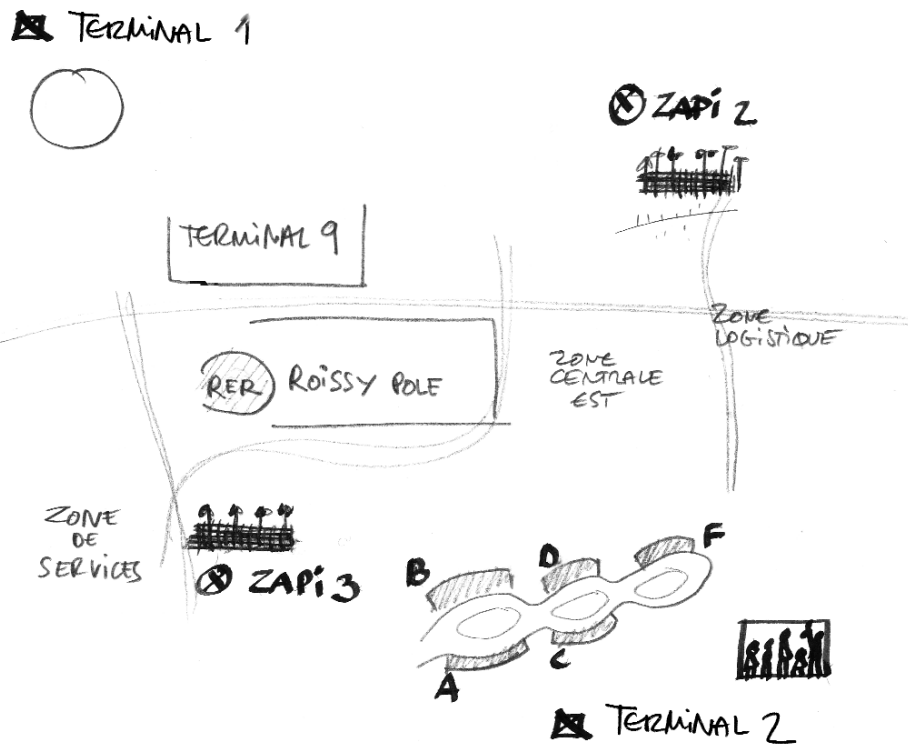 TERMINAL 1
ZAPI 2
TERMINAL 9
ZONE
LOGISTIQUE
RER
ROISSY POLE
ZONE
CENTRALE
EST
ZONE
DE
SERVICES
ZAPI 3
B
D
F
A
C
TERMINAL 2